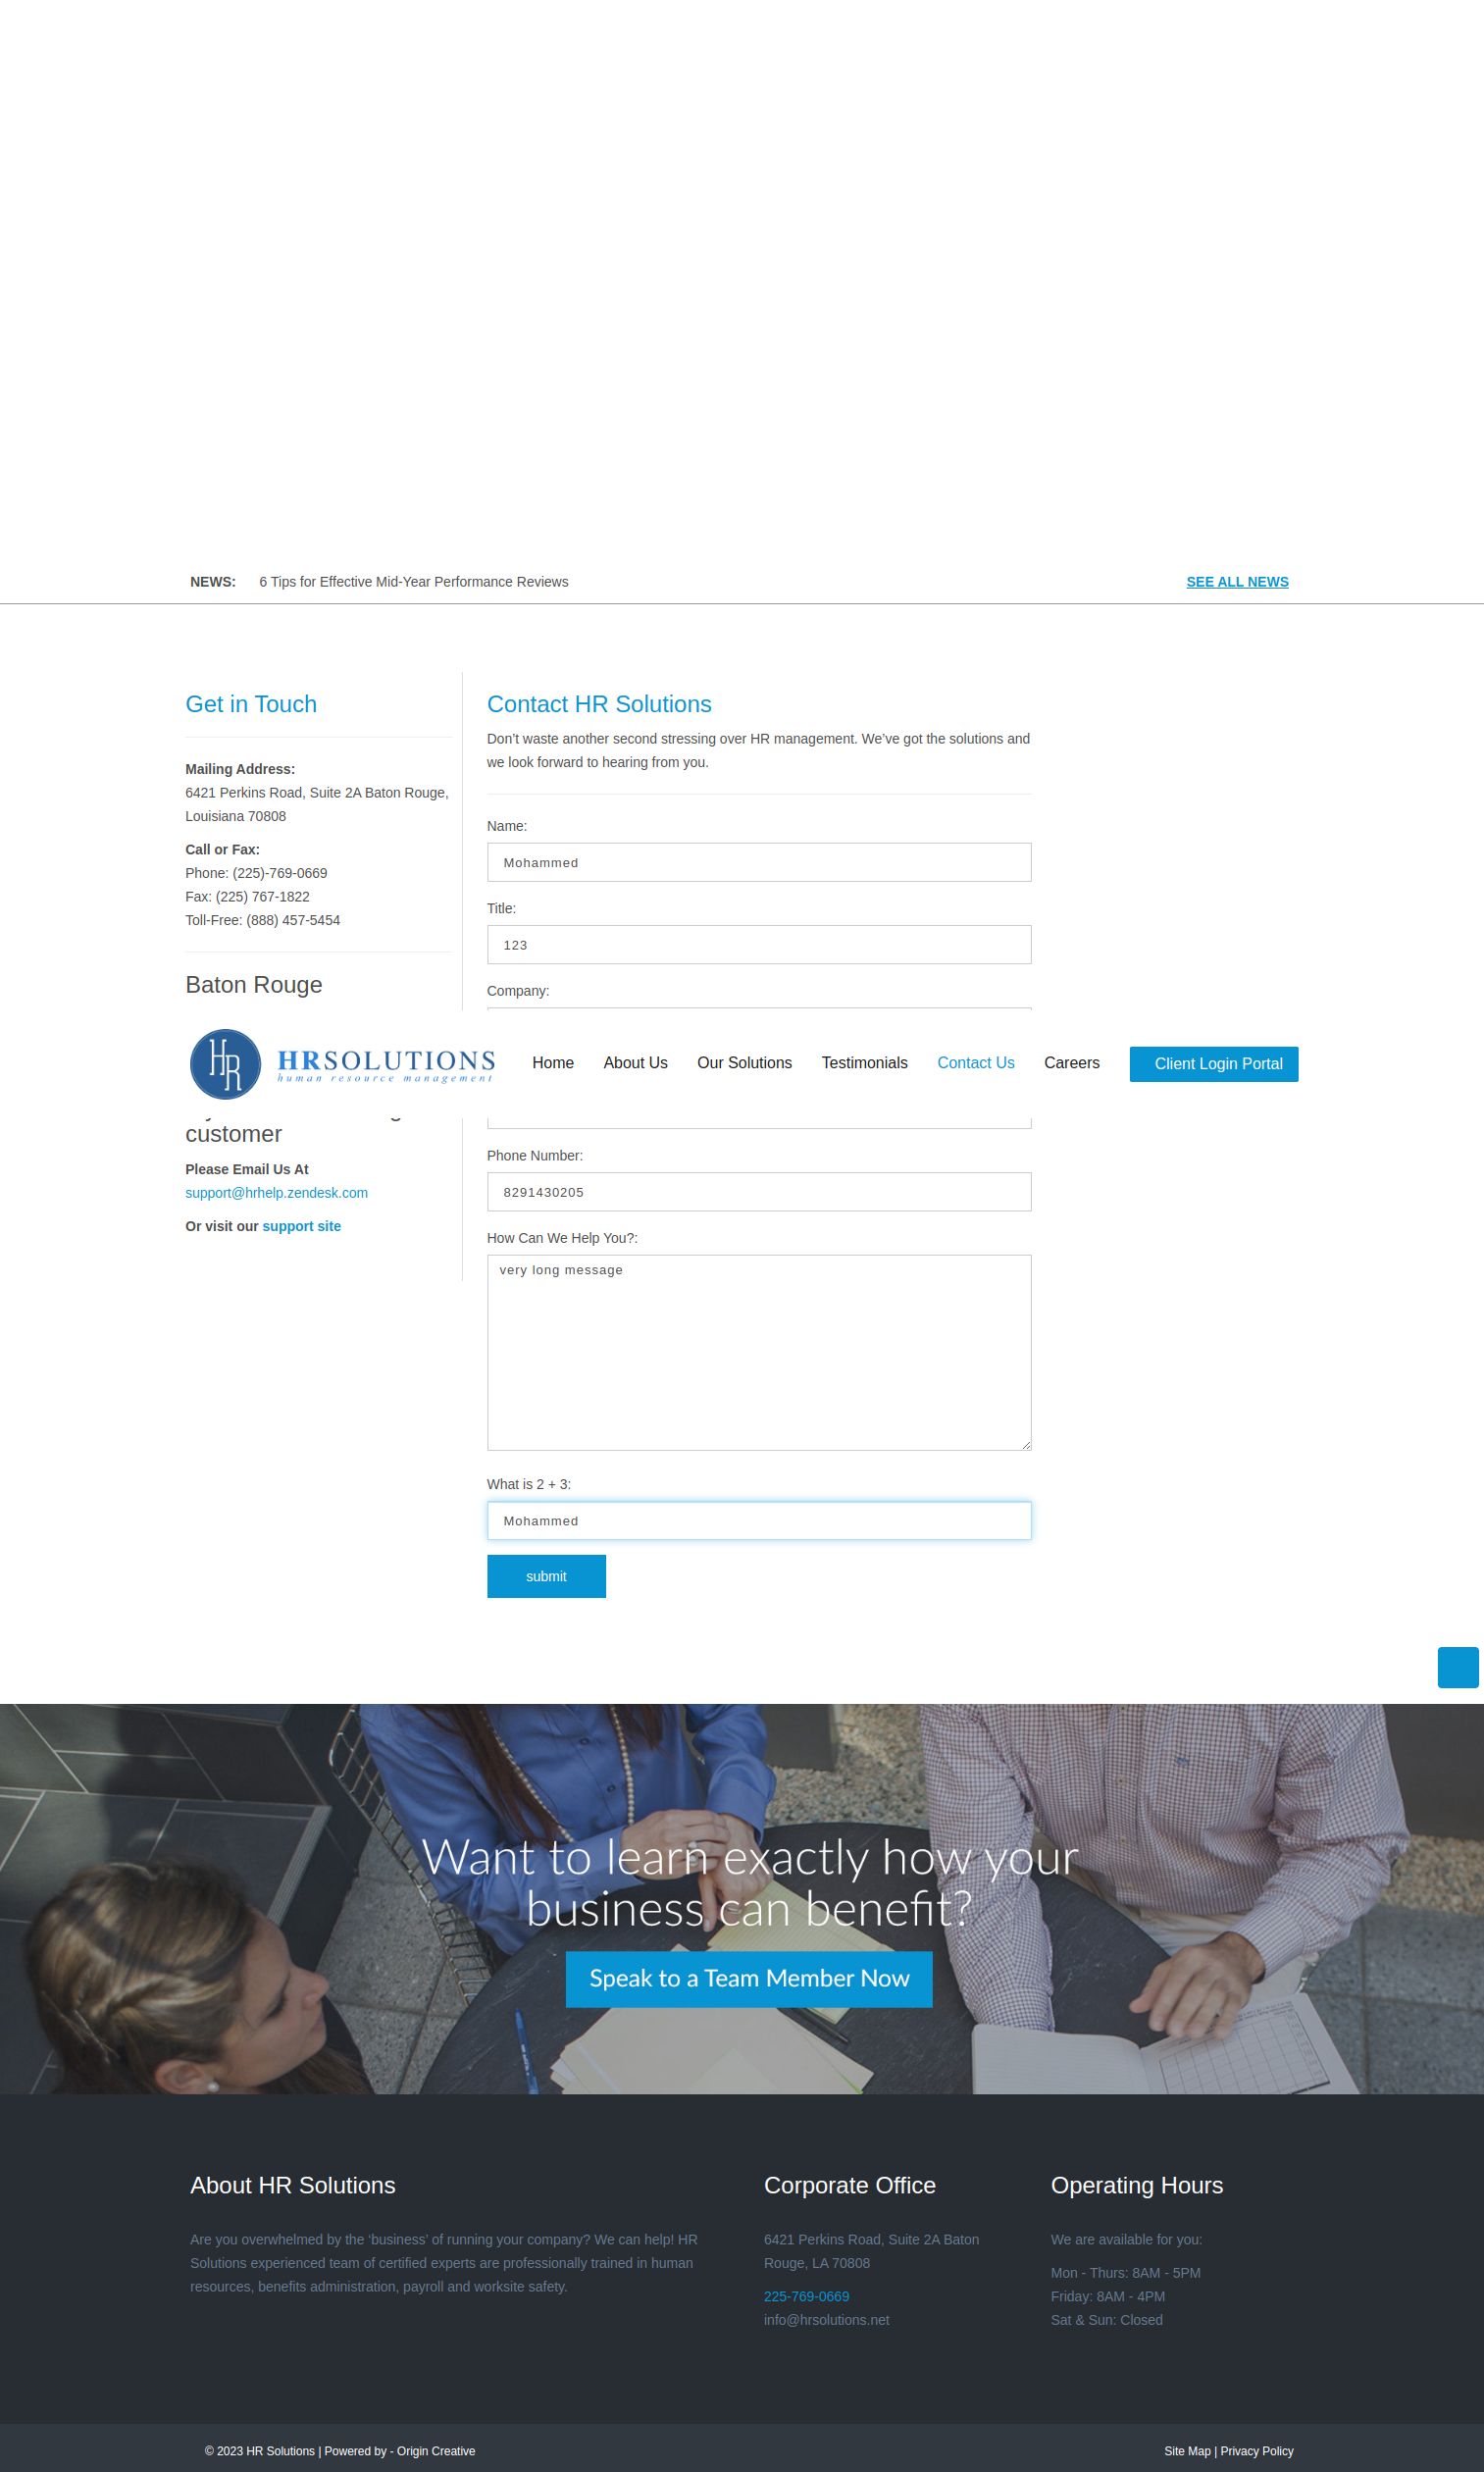 NEWS: 6 Tips for Effective Mid-Year Performance Reviews SEE ALL NEWS
Get in Touch
Mailing Address:
6421 Perkins Road, Suite 2A Baton Rouge,
Louisiana 70808
Call or Fax:
Phone: (225)-769-0669
Fax: (225) 767-1822
Toll-Free: (888) 457-5454
Baton Rouge
Contact HR Solutions
Don’t waste another second stressing over HR management. We’ve got the solutions and
we look forward to hearing from you.
Name:
Mohammed
Title:
123
Company:
HR HRSOLUTIONS
human resource management
Home About Us Our Solutions Testimonials Contact Us Careers Client Login Portal
customer
Please Email Us At
support@hrhelp.zendesk.com
Or visit our support site
Phone Number:
8291430205
How Can We Help You?:
very long message
What is 2 + 3:
Mohammed
submit
Want to learn exactly how your
business can benefit?
Speak to a Team Member Now
About HR Solutions
Are you overwhelmed by the ‘business’ of running your company? We can help! HR
Solutions experienced team of certified experts are professionally trained in human
resources, benefits administration, payroll and worksite safety.
Corporate Office
6421 Perkins Road, Suite 2A Baton
Rouge, LA 70808
225-769-0669
info@hrsolutions.net
Operating Hours
We are available for you:
Mon - Thurs: 8AM - 5PM
Friday: 8AM - 4PM
Sat & Sun: Closed
© 2023 HR Solutions | Powered by - Origin Creative
Site Map | Privacy Policy